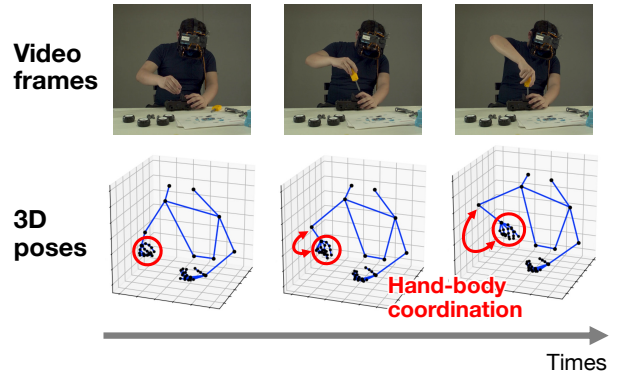 Video
frames
3D
poses
Hand-body
coordination
Times